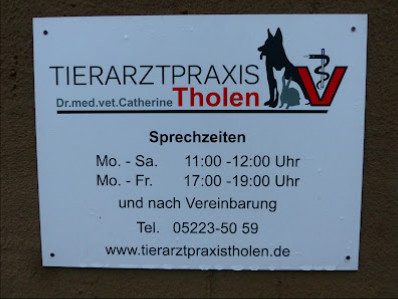 TIERARZTPRAXIS
Dr.med.vet.Catherine Tholen
V
Sprechzeiten
Mo. - Sa. 11:00 -12:00 Uhr
Mo. - Fr. 17:00 -19:00 Uhr
und nach Vereinbarung
Tel. 05223-50 59
www.tierarztpraxistholen.de